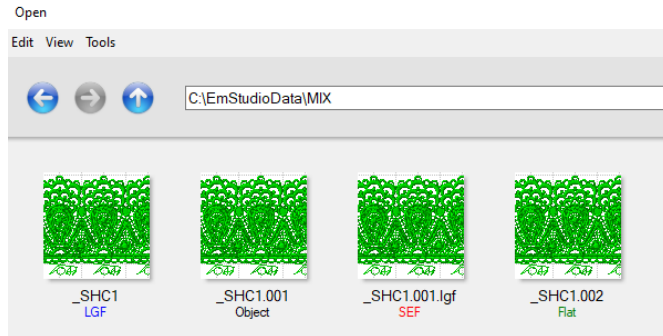 Open
Edit View Tools
C:\EmStudioData\MIX
_SHC1 _SHC1.001 _SHC1.001.lgf _SHC1.002
LGF Object SEF Flat